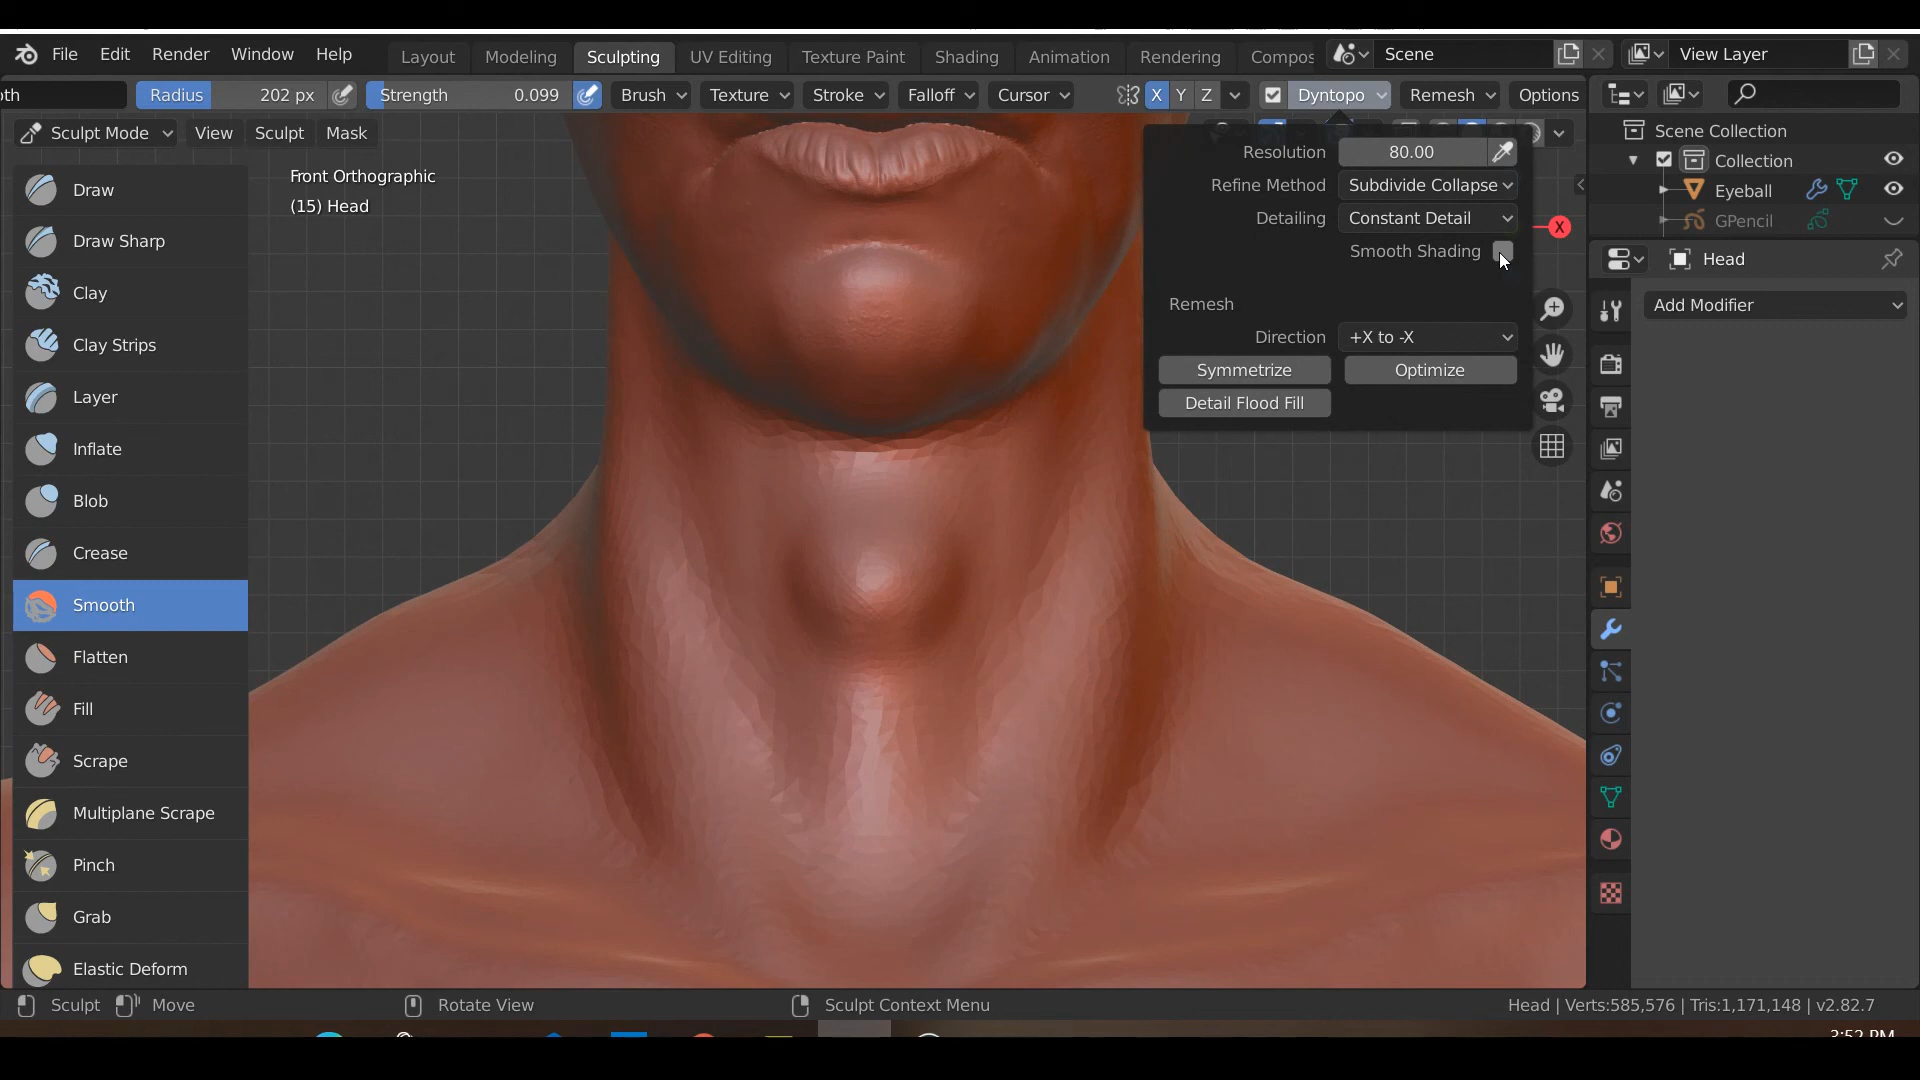 File Edit Render Window Help Layout Modeling Sculpting UV Editing Texture Paint Shading Animation Rendering Compos Scene View Layer
oth Radius 202 px Strength 0.099 Brush Texture Stroke Falloff Cursor X Y Z Dyntopo Remesh Options
Sculpt Mode View Sculpt Mask
Scene Collection
Collection
Eyeball
GPencil
Front Orthographic
(15) Head
Resolution 80.00
Refine Method Subdivide Collapse
Detailing Constant Detail
Smooth Shading
Remesh
Direction +X to -X
Symmetrize Optimize
Detail Flood Fill
X
Head
Add Modifier
Draw
Draw Sharp
Clay
Clay Strips
Layer
Inflate
Blob
Crease
Smooth
Flatten
Fill
Scrape
Multiplane Scrape
Pinch
Grab
Elastic Deform
Sculpt Move Rotate View Sculpt Context Menu Head | Verts:585,576 | Tris:1,171,148 | v2.82.7
3:52 PM